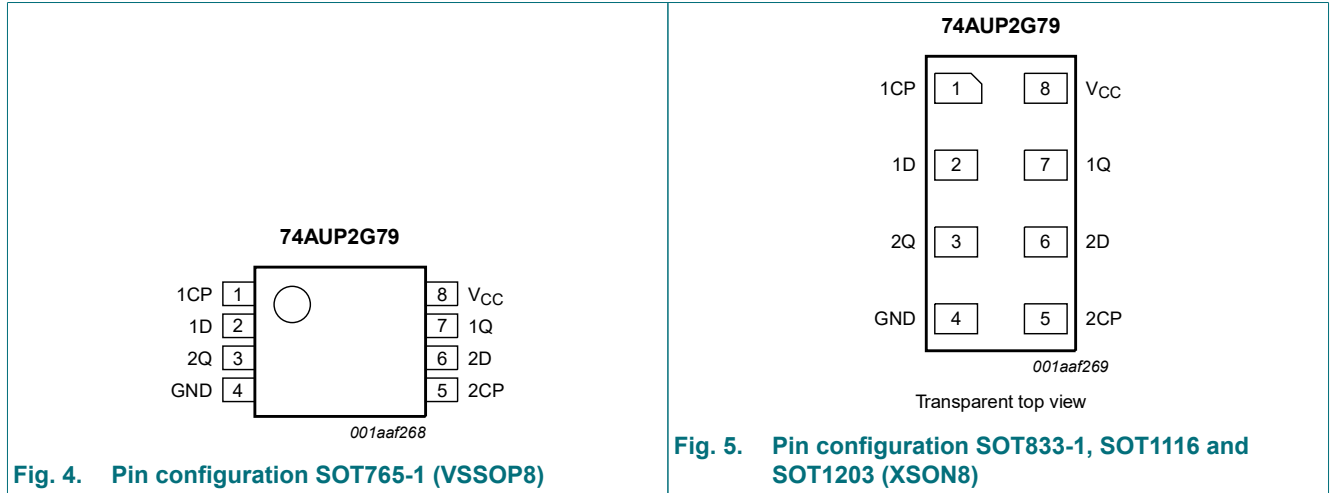 74AUP2G79
1CP 1 8 VCC
1D 2 7 1Q
2Q 3 6 2D
GND 4 5 2CP
001aaf268
Fig. 4. Pin configuration SOT765-1 (VSSOP8)
74AUP2G79
1CP 1 8 VCC
1D 2 7 1Q
2Q 3 6 2D
GND 4 5 2CP
001aaf269
Transparent top view
Fig. 5. Pin configuration SOT833-1, SOT1116 and
SOT1203 (XSON8)